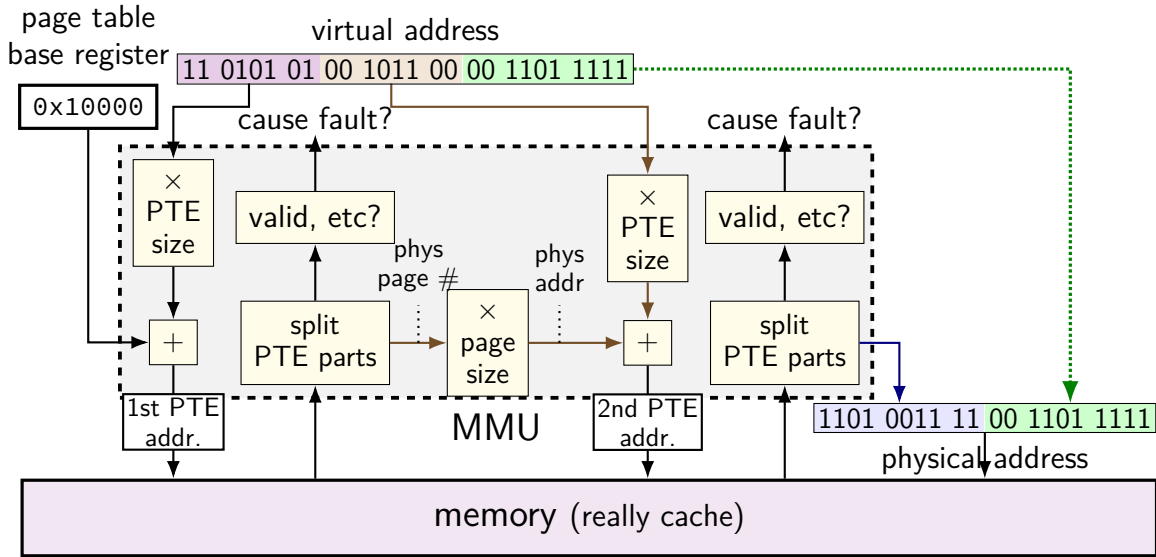 page table
base register
virtual address
11 0101 01 00 1011 00 00 1101 1111
0x10000
cause fault?
cause fault?
×
PTE
size
valid, etc?
×
PTE
size
valid, etc?
phys
page #
phys
addr
+
split
PTE parts
×
page
size
+
split
PTE parts
1st PTE
addr.
MMU
2nd PTE
addr.
1101 0011 11 00 1101 1111
physical address
memory (really cache)